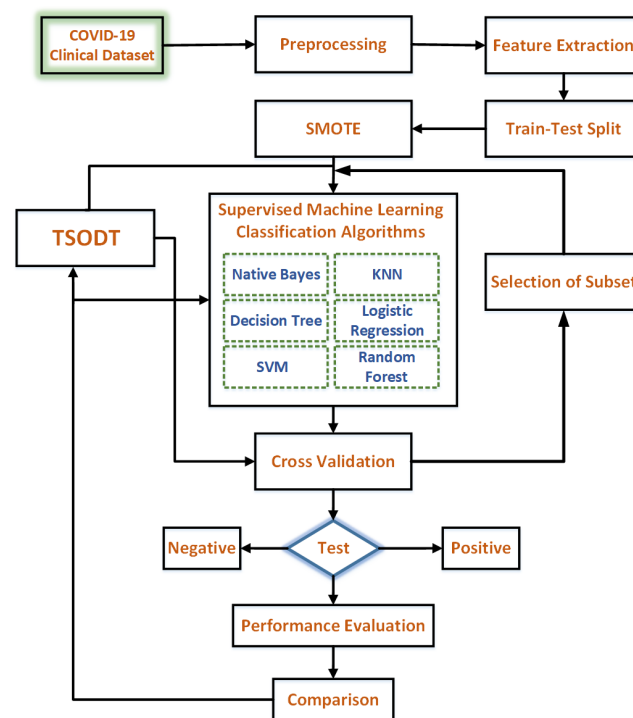 COVID-19
Clinical Dataset
Preprocessing
Feature Extraction
SMOTE
Train-Test Split
TSODT
Supervised Machine Learning
Classification Algorithms
Native Bayes
KNN
Decision Tree
Logistic
Regression
SVM
Random
Forest
Selection of Subset
Cross Validation
Negative
Test
Positive
Performance Evaluation
Comparison